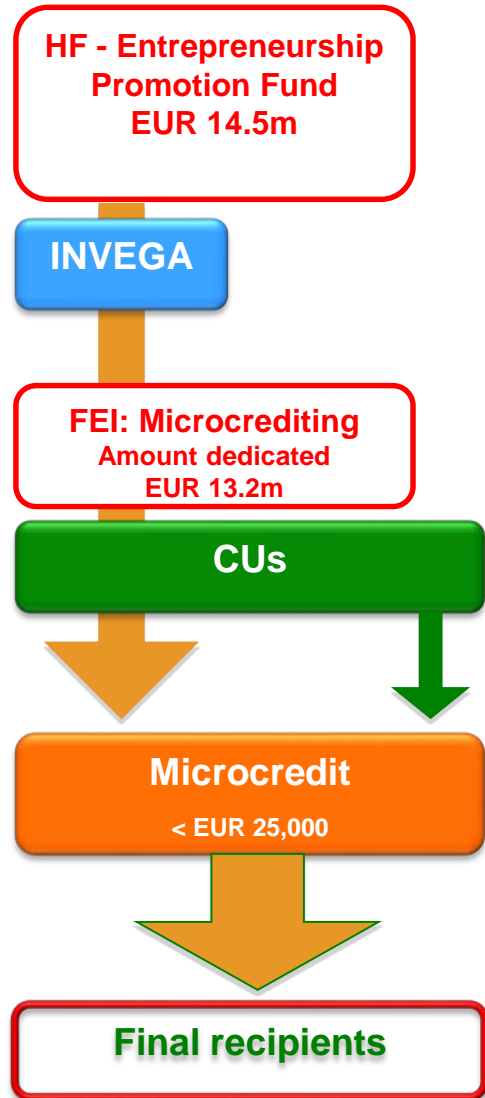 HF - Entrepreneurship
Promotion Fund
EUR 14.5m
INVEGA
FEI: Microcrediting
Amount dedicated
EUR 13.2m
CUs
Microcredit
< EUR 25,000
Final recipients